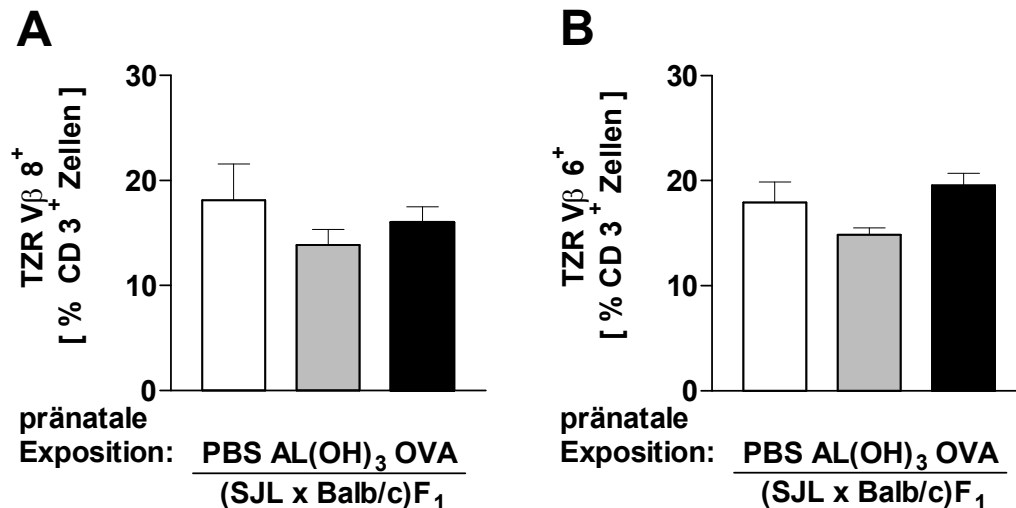 A
TZR Vβ 8⁺
[ % CD 3⁺ Zellen ]
30
20
10
0
pränatale
Exposition: PBS AL(OH)₃ OVA
(SJL x Balb/c)F₁
B
TZR Vβ 6⁺
[ % CD 3⁺ Zellen ]
30
20
10
0
pränatale
Exposition: PBS AL(OH)₃ OVA
(SJL x Balb/c)F₁